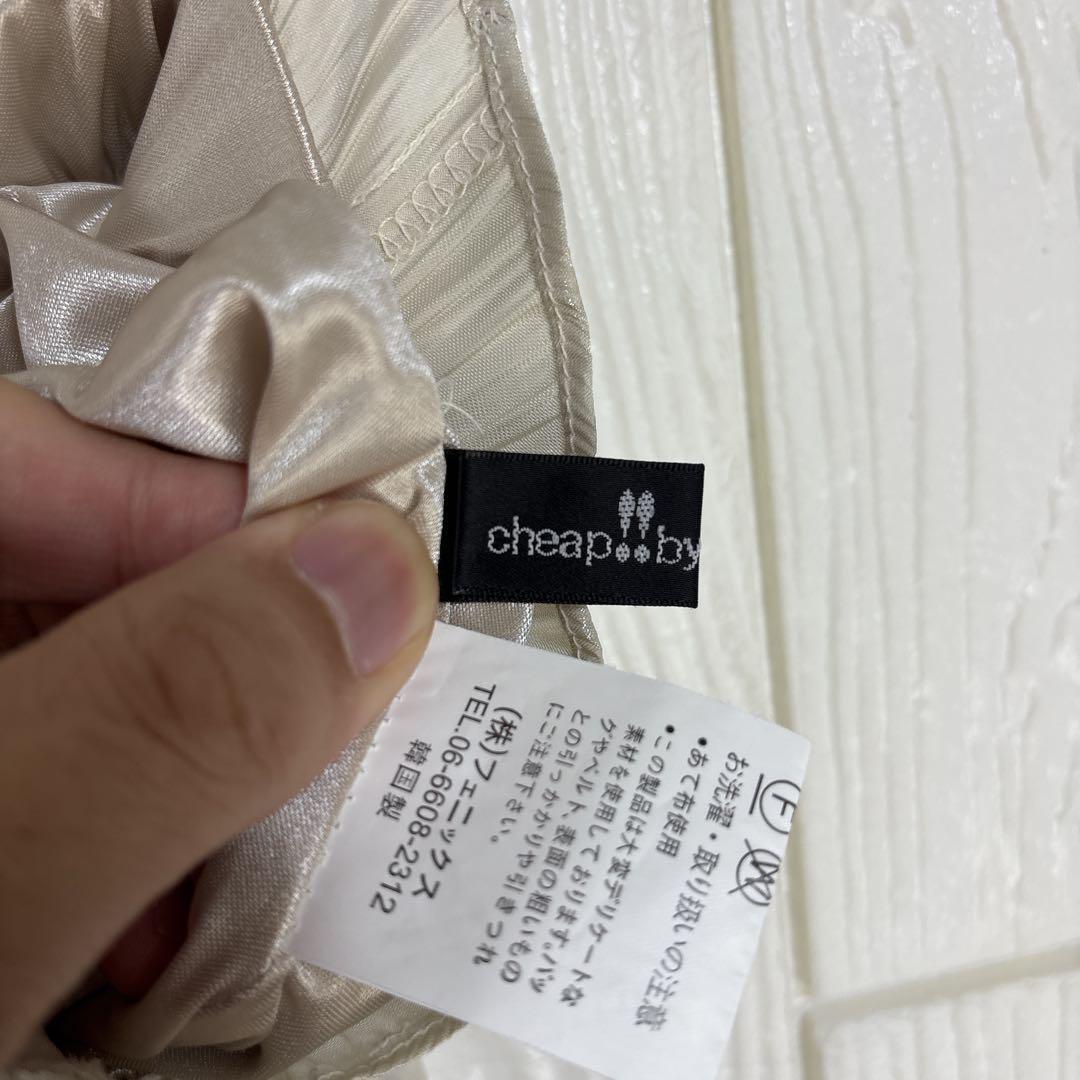 cheap!!by
Ⓕ
お洗濯・取り扱いの注意
・あて布使用
・この製品は大変デリケートな
素材を使用しております。バッ
グやベルト、表面の粗いもの
との引っかかりや引きつれ
にご注意下さい。
(株)フェニックス
TEL.06-6608-2312
韓国製